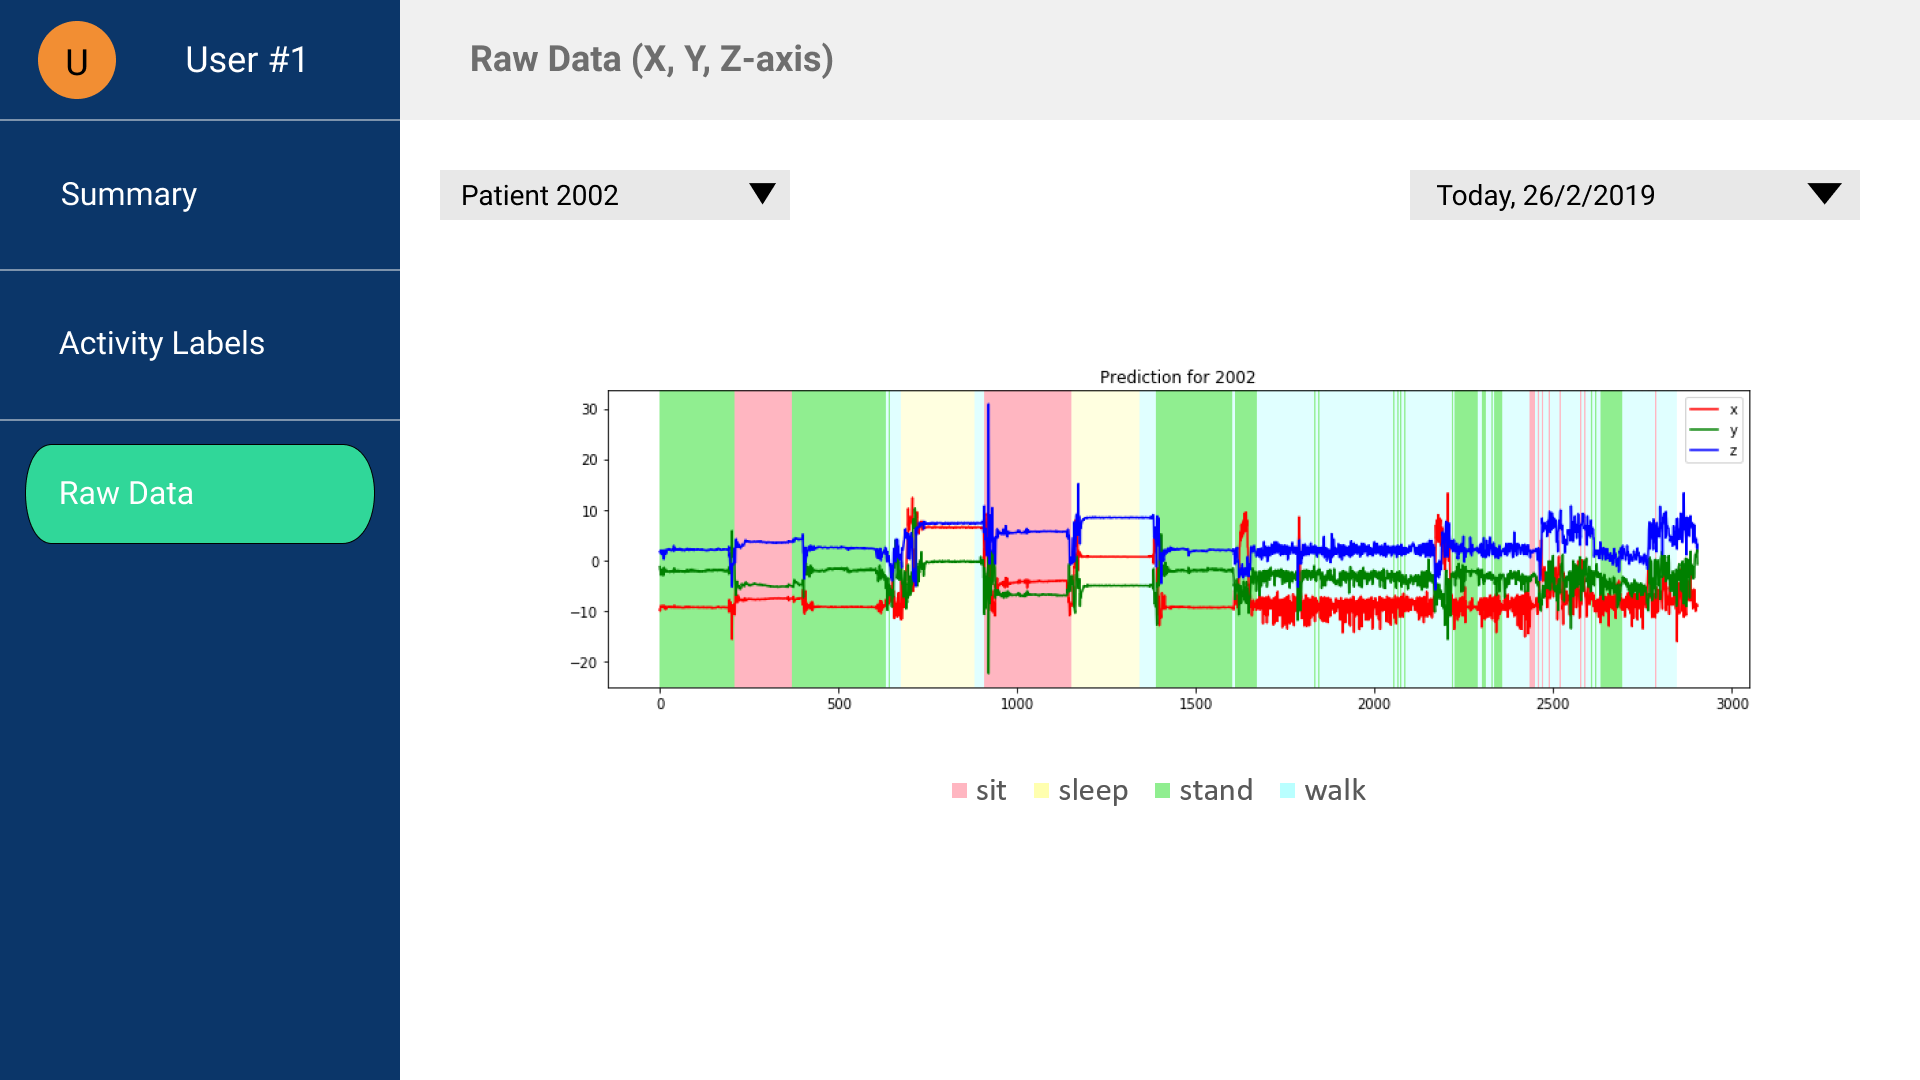 U
User #1
Raw Data (X, Y, Z-axis)
Summary
Activity Labels
Raw Data
Patient 2002
Today, 26/2/2019
Prediction for 2002
30
20
10
0
−10
−20
x
y
z
0 500 1000 1500 2000 2500 3000
sit sleep stand walk